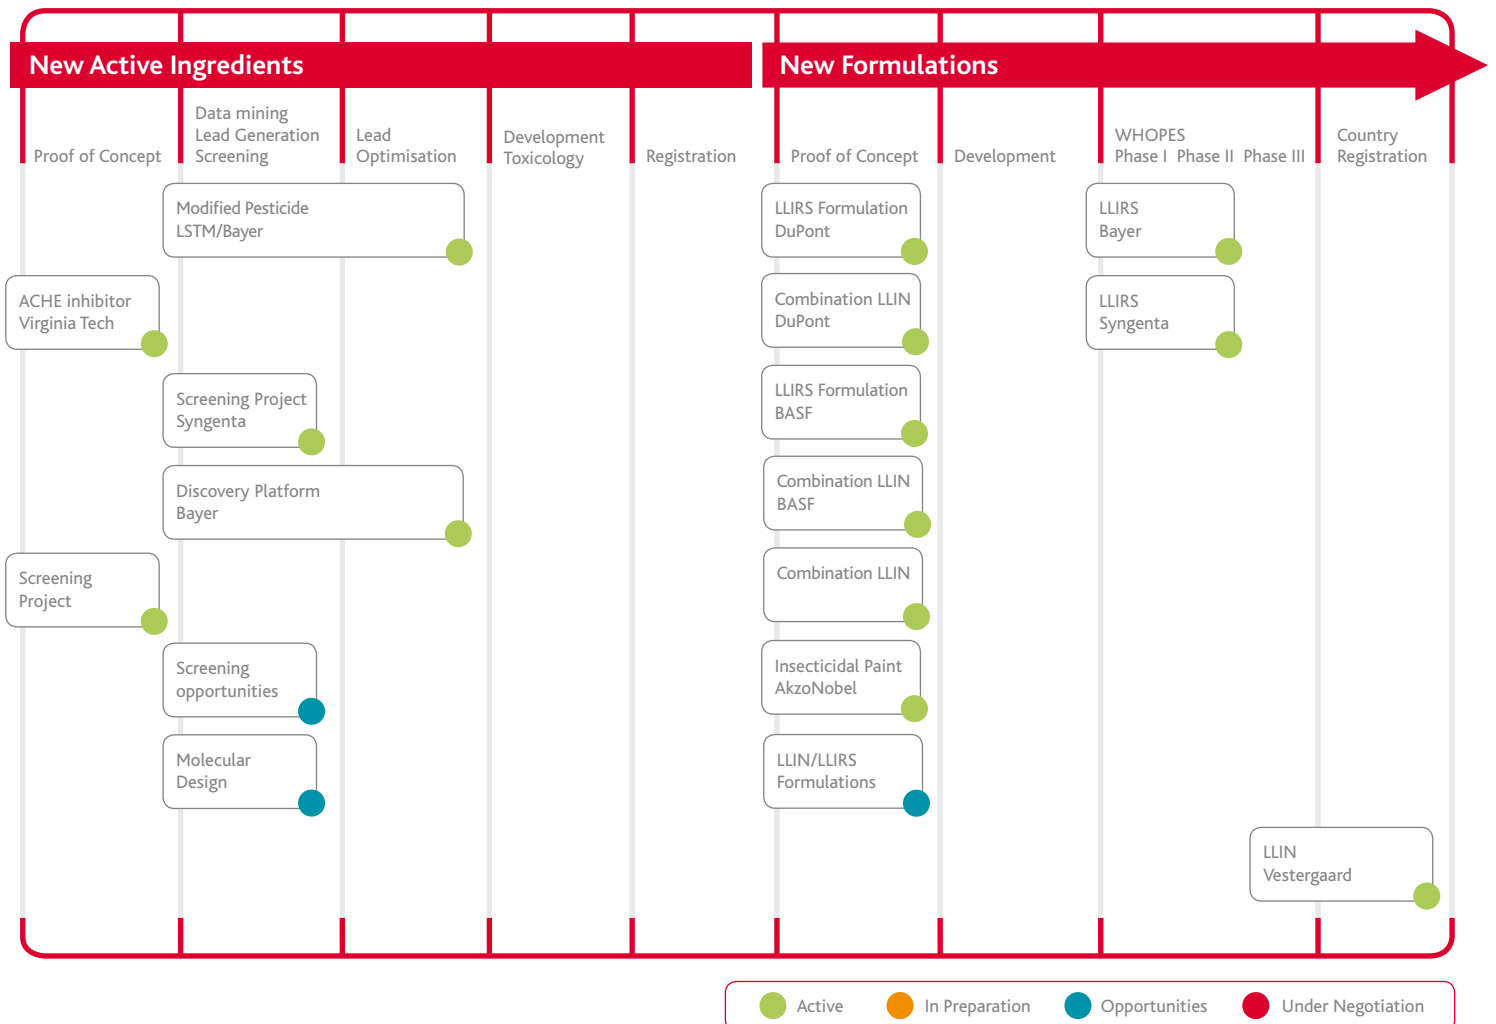 New Active Ingredients
New Formulations
Proof of Concept
Data mining
Lead Generation
Screening
Lead
Optimisation
Development
Toxicology
Registration
Proof of Concept
Development
WHOPES
Phase I Phase II Phase III
Country
Registration
Modified Pesticide
LSTM/Bayer
ACHE inhibitor
Virginia Tech
Screening Project
Syngenta
Discovery Platform
Bayer
Screening
Project
Screening
opportunities
Molecular
Design
LLIRS Formulation
DuPont
Combination LLIN
DuPont
LLIRS Formulation
BASF
Combination LLIN
BASF
Combination LLIN
Insecticidal Paint
AkzoNobel
LLIN/LLIRS
Formulations
LLIRS
Bayer
LLIRS
Syngenta
LLIN
Vestergaard
Active
In Preparation
Opportunities
Under Negotiation